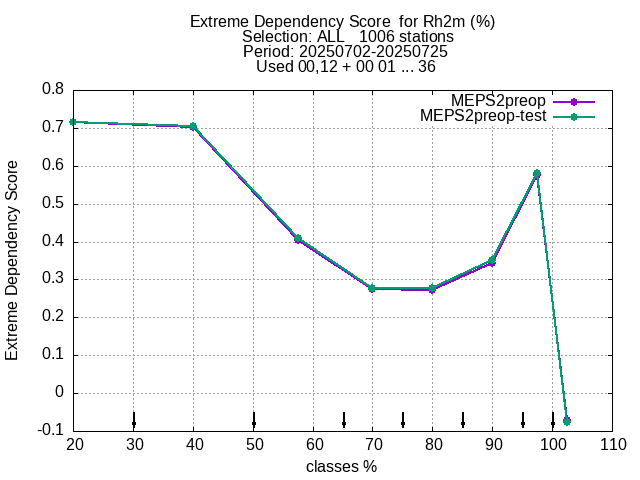 Extreme Dependency Score  for Rh2m (%)
Selection: ALL   1006 stations
Period: 20250702-20250725
Used 00,12 + 00 01 ... 36
MEPS2preop
MEPS2preop-test
Extreme Dependency Score
0.8
0.7
0.6
0.5
0.4
0.3
0.2
0.1
0
-0.1
20 30 40 50 60 70 80 90 100 110
classes %